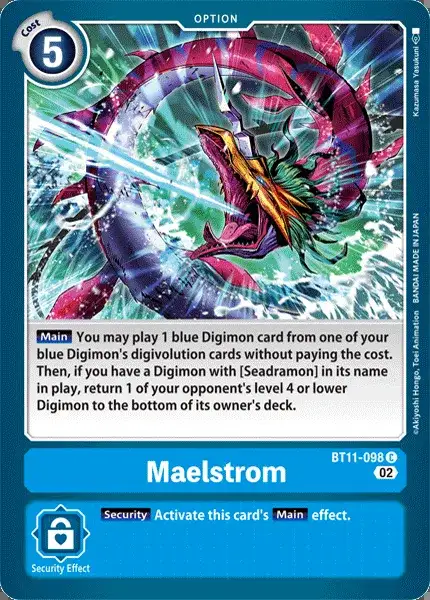 OPTION
Cost
5
Kazumasa Yasukuni
Main You may play 1 blue Digimon card from one of your
blue Digimon's digivolution cards without paying the cost.
Then, if you have a Digimon with [Seadramon] in its name
in play, return 1 of your opponent's level 4 or lower
Digimon to the bottom of its owner's deck.
©Akiyoshi Hongo, Toei Animation BANDAI MADE IN JAPAN
BT11-098 C
Maelstrom
02
Security Activate this card's Main effect.
Security Effect